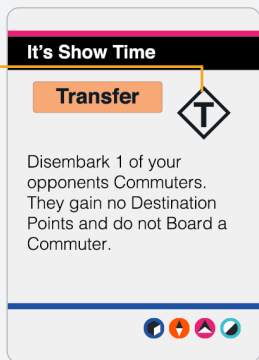 It's Show Time
Transfer
T
Disembark 1 of your
opponents Commuters.
They gain no Destination
Points and do not Board a
Commuter.